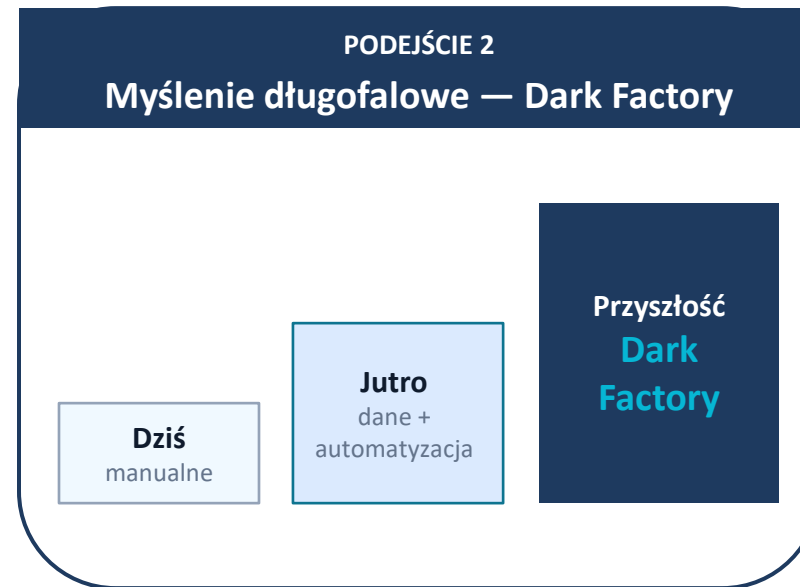 PODEJŚCIE 2
Myślenie długofalowe — Dark Factory
Dziś
manualne
Jutro
dane +
automatyzacja
Przyszłość
Dark
Factory